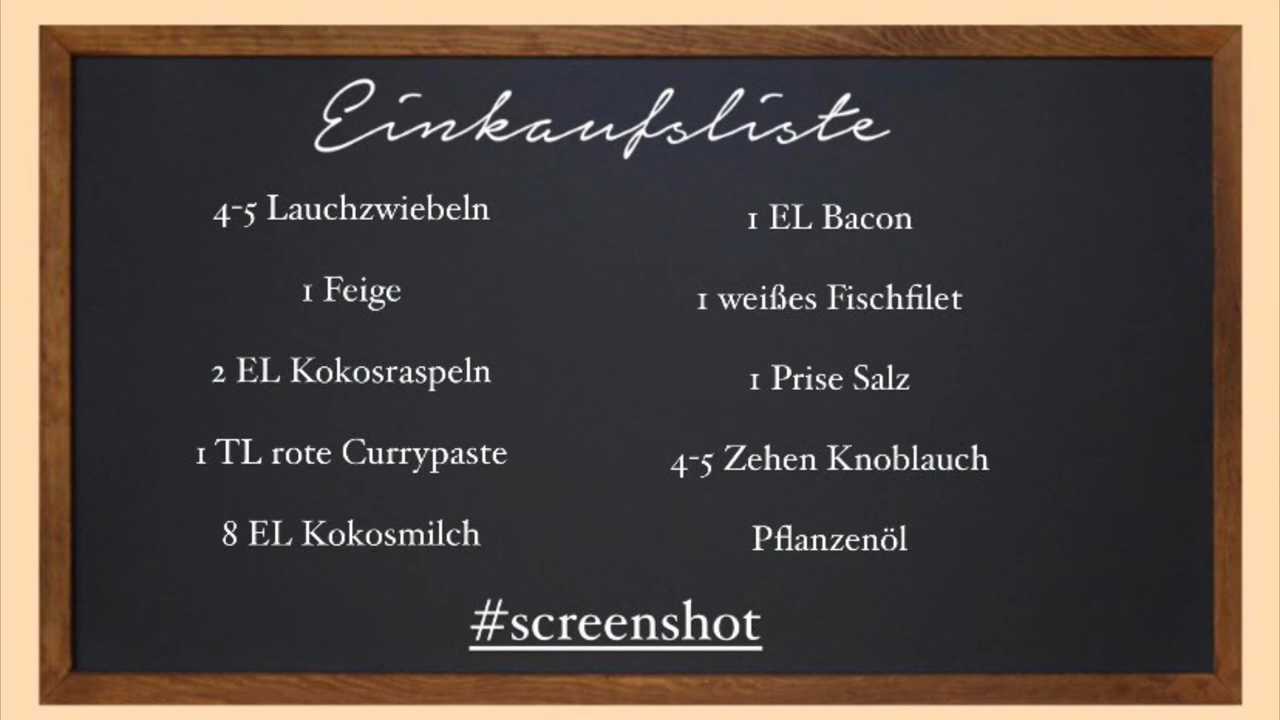 Einkaufsliste
4-5 Lauchzwiebeln
1 Feige
2 EL Kokosraspeln
1 TL rote Currypaste
8 EL Kokosmilch
1 EL Bacon
1 weißes Fischfilet
1 Prise Salz
4-5 Zehen Knoblauch
Pflanzenöl
#screenshot